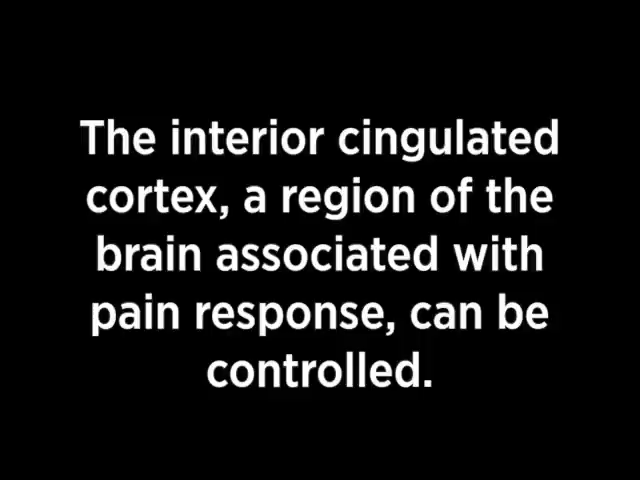 The interior cingulated
cortex, a region of the
brain associated with
pain response, can be
controlled.